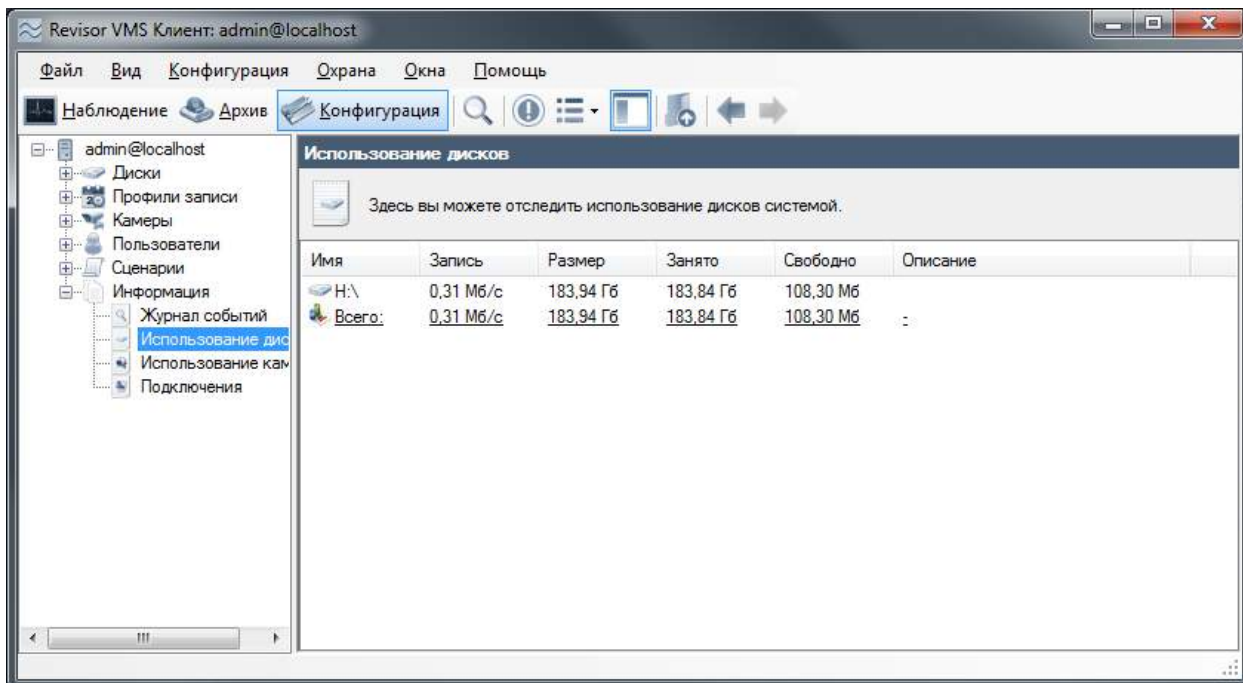 Revisor VMS Клиент: admin@localhost
Файл Вид Конфигурация Охрана Окна Помощь
Наблюдение Архив Конфигурация
admin@localhost
Диски
Профили записи
Камеры
Пользователи
Сценарии
Информация
Журнал событий
Использование дис
Использование кам
Подключения
Использование дисков
Здесь вы можете отследить использование дисков системой.
Имя Запись Размер Занято Свободно Описание
H:\ 0,31 Мб/с 183,94 Гб 183,84 Гб 108,30 Мб
Всего: 0,31 Мб/с 183,94 Гб 183,84 Гб 108,30 Мб -